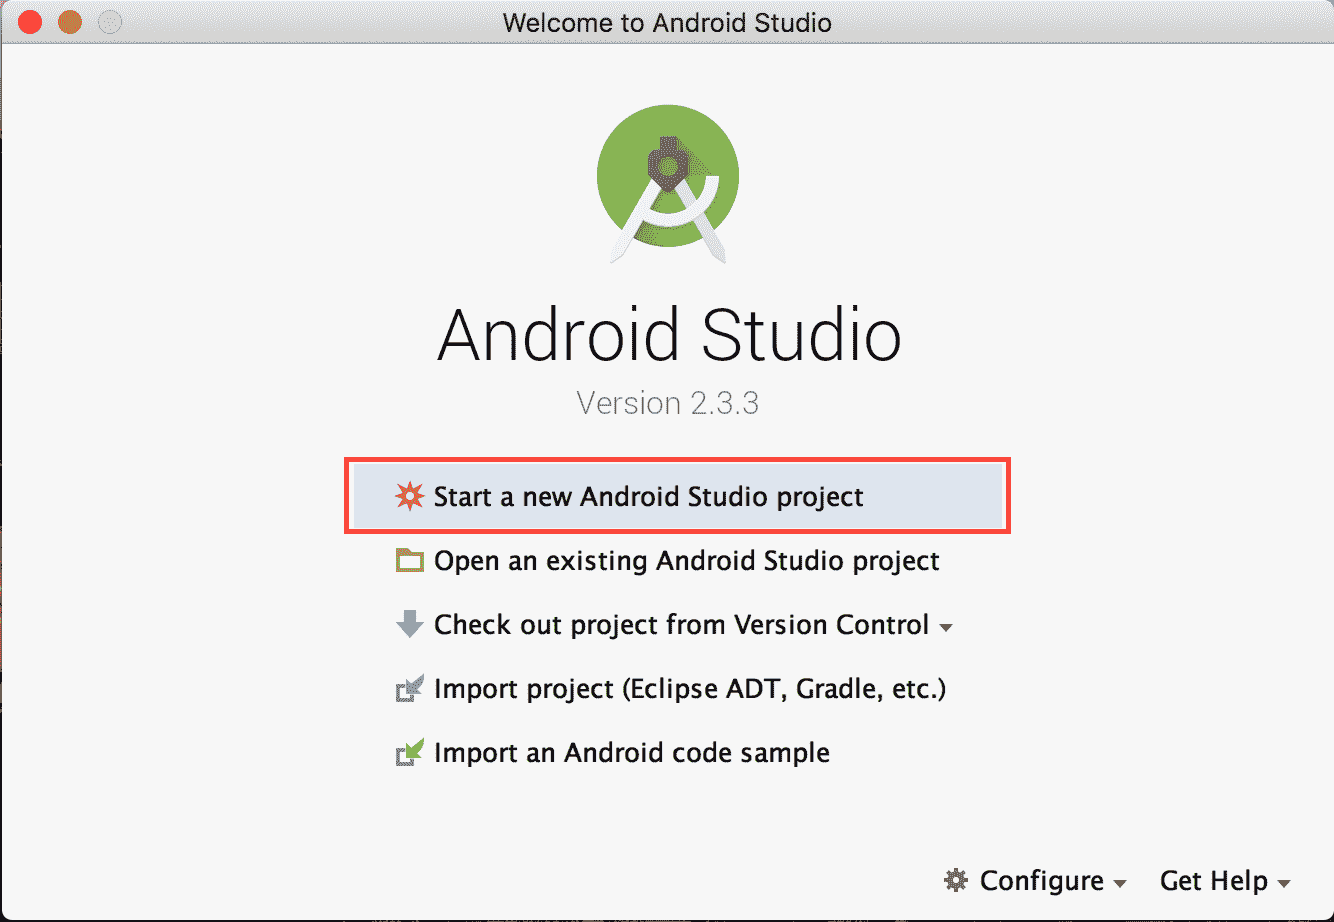 Welcome to Android Studio
Android Studio
Version 2.3.3
Start a new Android Studio project
Open an existing Android Studio project
Check out project from Version Control
Import project (Eclipse ADT, Gradle, etc.)
Import an Android code sample
Configure
Get Help